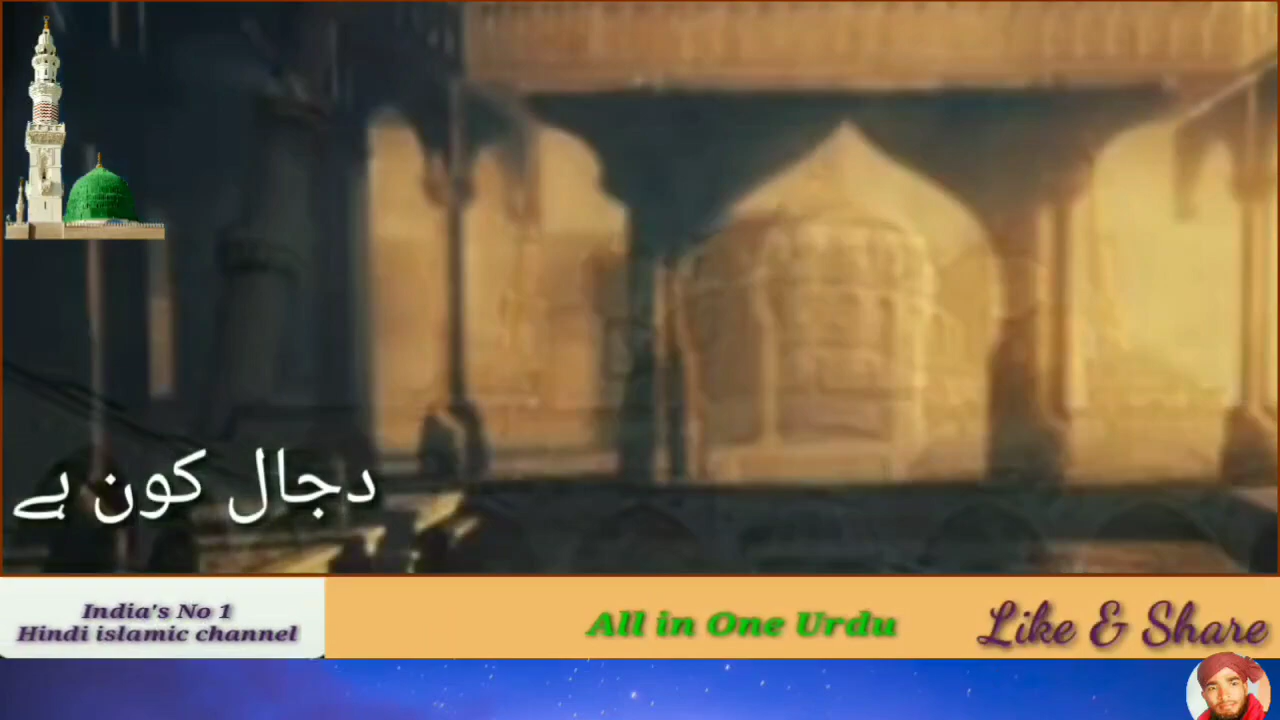 دجال کون ہے
India's No 1
Hindi islamic channel
All in One Urdu
Like & Share